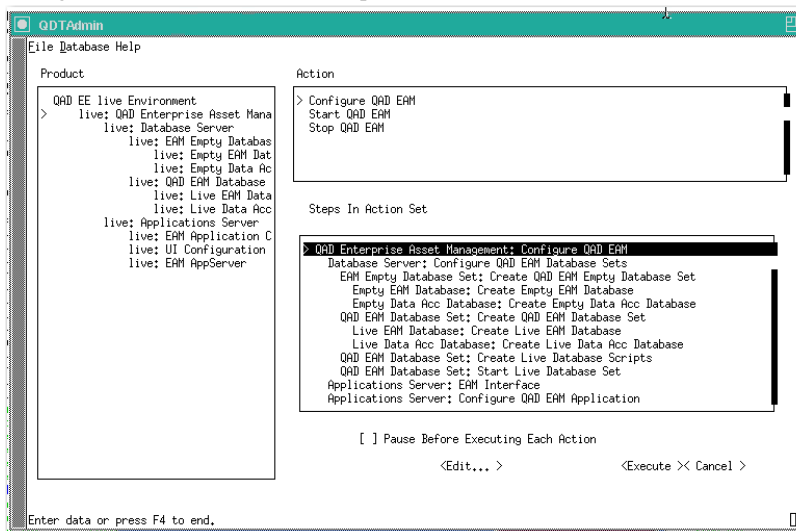 QDTAdmin
File Database Help
Product
QAD EE live Environment
> live: QAD Enterprise Asset Mana
live: Database Server
live: EAM Empty Databas
live: Empty EAM Dat
live: Empty Data Ac
live: QAD EAM Database
live: Live EAM Data
live: Live Data Acc
live: Applications Server
live: EAM Application C
live: UI Configuration
live: EAM AppServer
Action
> Configure QAD EAM
Start QAD EAM
Stop QAD EAM
Steps In Action Set
> QAD Enterprise Asset Management: Configure QAD EAM
Database Server: Configure QAD EAM Database Sets
EAM Empty Database Set: Create QAD EAM Empty Database Set
Empty EAM Database: Create Empty EAM Database
Empty Data Acc Database: Create Empty Data Acc Database
QAD EAM Database Set: Create QAD EAM Database Set
Live EAM Database: Create Live EAM Database
Live Data Acc Database: Create Live Data Acc Database
QAD EAM Database Set: Create Live Database Scripts
QAD EAM Database Set: Start Live Database Set
Applications Server: EAM Interface
Applications Server: Configure QAD EAM Application
[ ] Pause Before Executing Each Action
<Edit... > <Execute >< Cancel >
Enter data or press F4 to end.